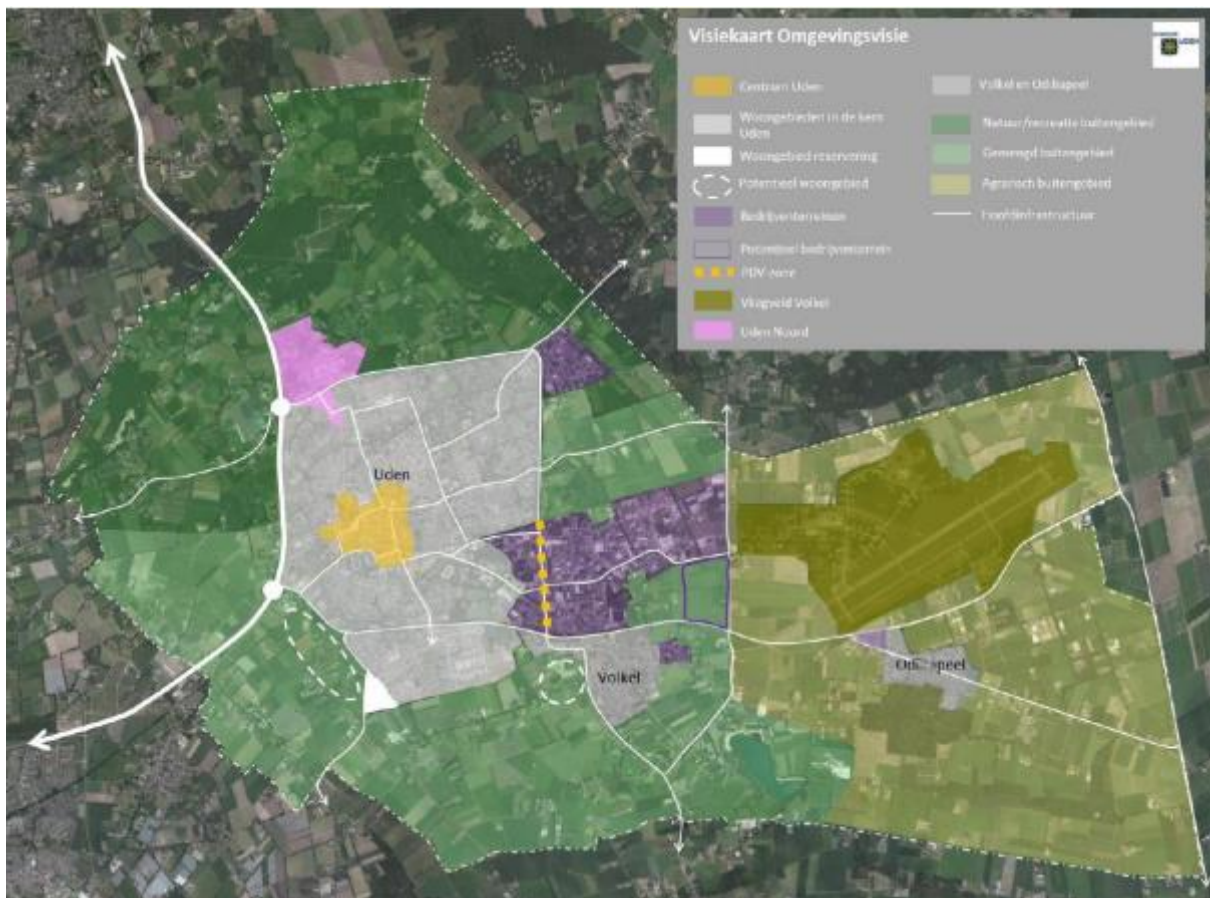 Visiekaart Omgevingsvisie
UDEN
Centrum Uden
Woongebieden in de kern
Uden
Woongebied reservering
Potentieel woongebied
Bedrijventerreinen
Potentieel bedrijventerrein
PDV-zone
Vliegveld Volkel
Uden Noord
Volkel en Odiliapeel
Natuur/recreatie buitengebied
Gemengd buitengebied
Agrarisch buitengebied
Hoofdinfrastructuur
Uden
Volkel